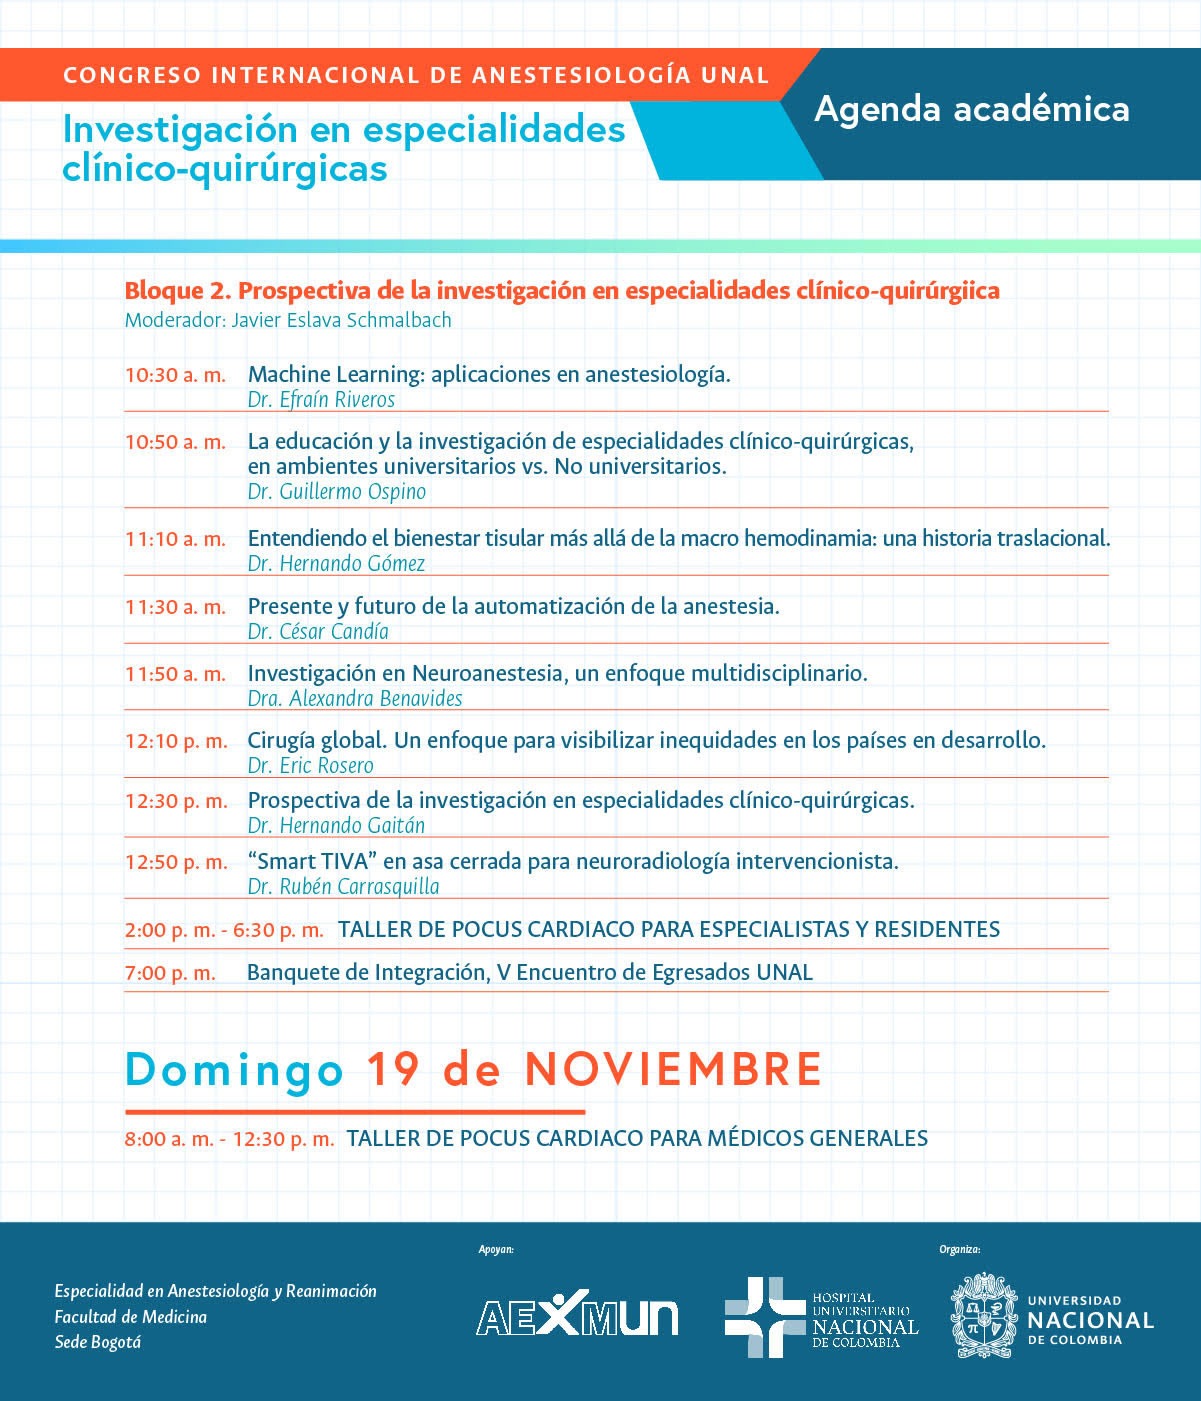 CONGRESO INTERNACIONAL DE ANESTESIOLOGÍA UNAL
Agenda académica
Investigación en especialidades
clínico-quirúrgicas
Bloque 2. Prospectiva de la investigación en especialidades clínico-quirúrgiica
Moderador: Javier Eslava Schmalbach
10:30 a. m. Machine Learning: aplicaciones en anestesiología.
Dr. Efraín Riveros
10:50 a. m. La educación y la investigación de especialidades clínico-quirúrgicas,
en ambientes universitarios vs. No universitarios.
Dr. Guillermo Ospino
11:10 a. m. Entendiendo el bienestar tisular más allá de la macro hemodinamia: una historia traslacional.
Dr. Hernando Gómez
11:30 a. m. Presente y futuro de la automatización de la anestesia.
Dr. César Candía
11:50 a. m. Investigación en Neuroanestesia, un enfoque multidisciplinario.
Dra. Alexandra Benavides
12:10 p. m. Cirugía global. Un enfoque para visibilizar inequidades en los países en desarrollo.
Dr. Eric Rosero
12:30 p. m. Prospectiva de la investigación en especialidades clínico-quirúrgicas.
Dr. Hernando Gaitán
12:50 p. m. “Smart TIVA” en asa cerrada para neuroradiología intervencionista.
Dr. Rubén Carrasquilla
2:00 p. m. - 6:30 p. m. TALLER DE POCUS CARDIACO PARA ESPECIALISTAS Y RESIDENTES
7:00 p. m. Banquete de Integración, V Encuentro de Egresados UNAL
Domingo 19 de NOVIEMBRE
8:00 a. m. - 12:30 p. m. TALLER DE POCUS CARDIACO PARA MÉDICOS GENERALES
Especialidad en Anestesiología y Reanimación
Facultad de Medicina
Sede Bogotá
Apoyan:
AEXMUN
HOSPITAL
UNIVERSITARIO
NACIONAL
DE COLOMBIA
Organiza:
UNIVERSIDAD
NACIONAL
DE COLOMBIA